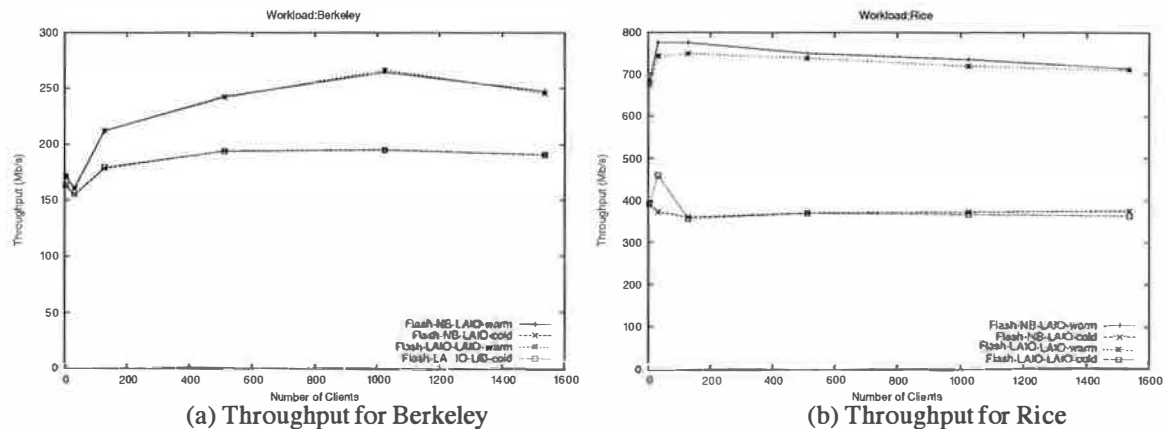 Workload:Berkeley
300
250
200
150
100
50
0
Throughput (Mb/s)
0 200 400 600 800 1000 1200 1400 1600
Number of Clients
Flash-NB-LAIO-warm
Flash-NB-LAIO-cold
Flash-LAIO-LAIO-warm
(a) Throughput for Berkeley
Workload:Rice
800
700
600
500
400
300
200
100
0
Throughput (Mb/s)
0 200 400 600 800 1000 1200 1400 1600
Number of Clients
Flash-NB-LAIO-warm
Flash-NB-LAIO-cold
Flash-LAIO-LAIO-warm
Flash-LAIO-LAIO-cold
(b) Throughput for Rice